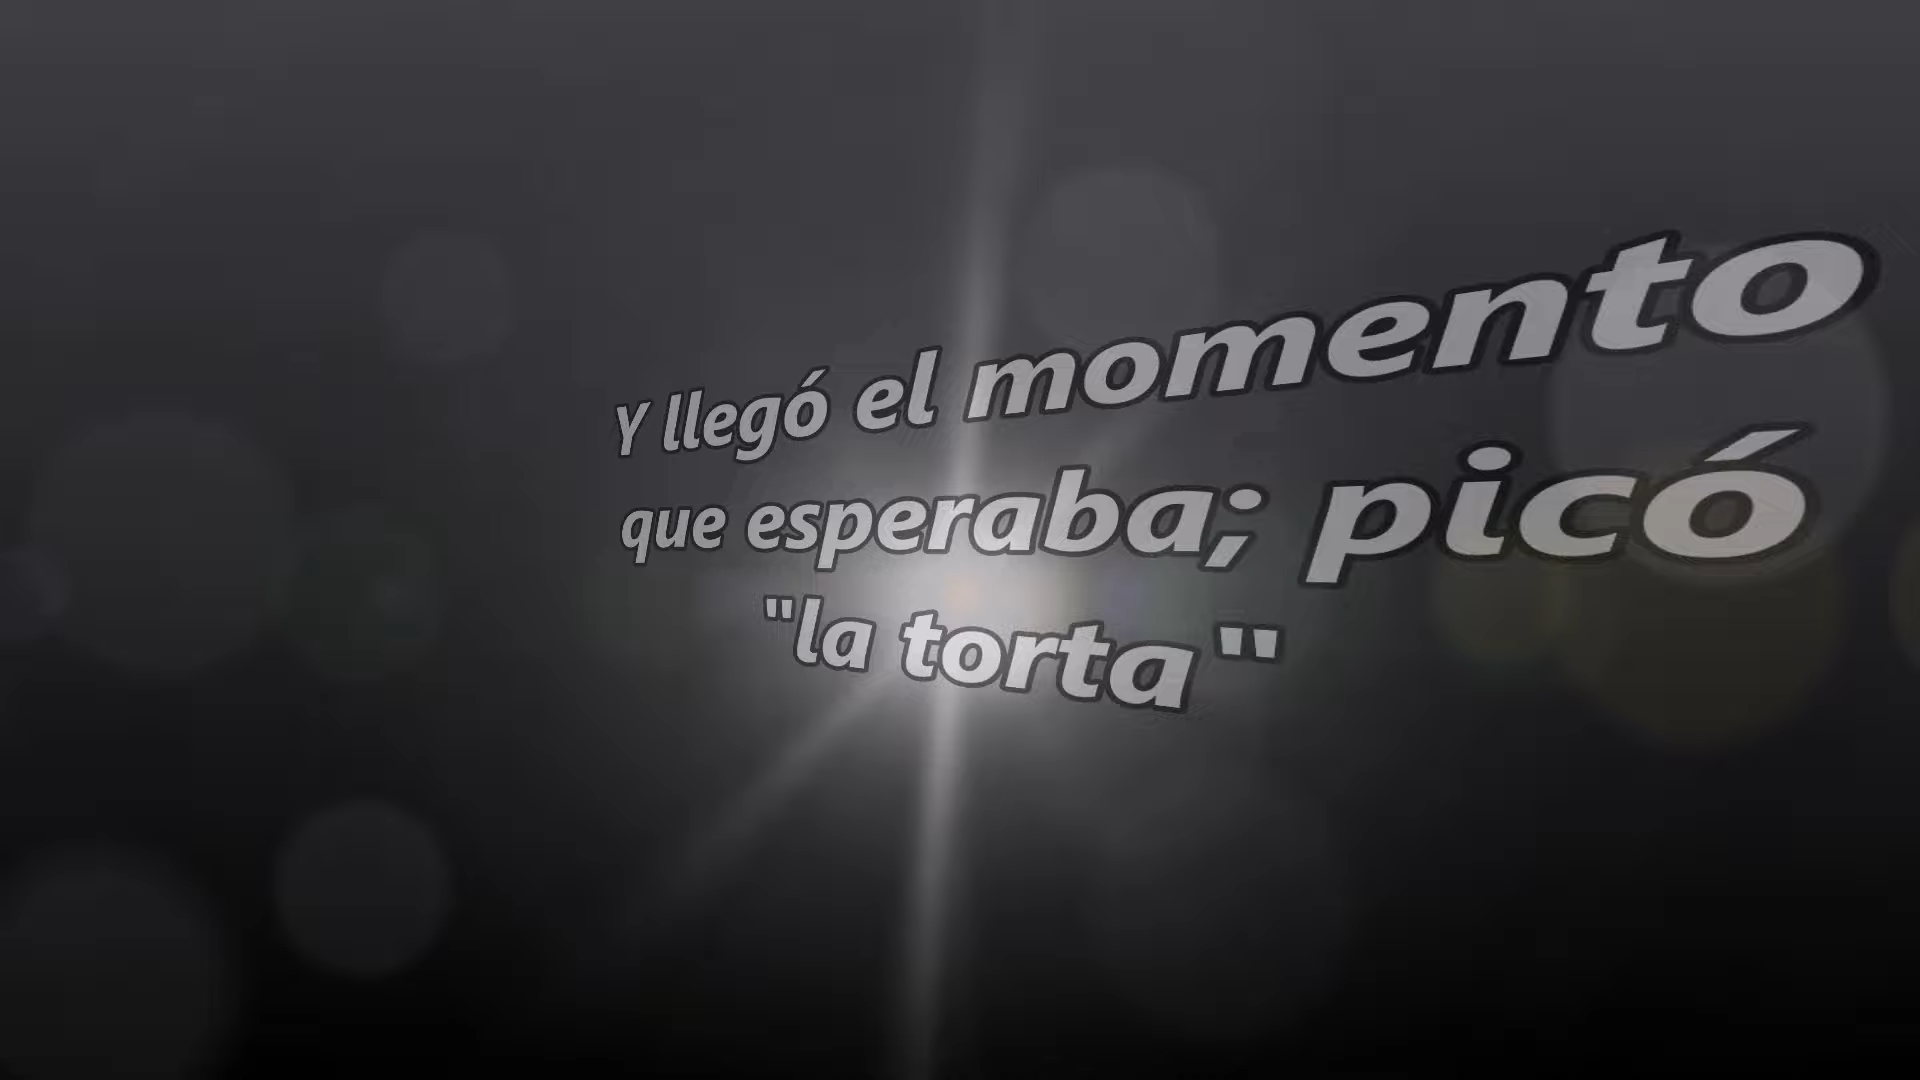 Y llegó el momento
que esperaba; picó
"la torta"